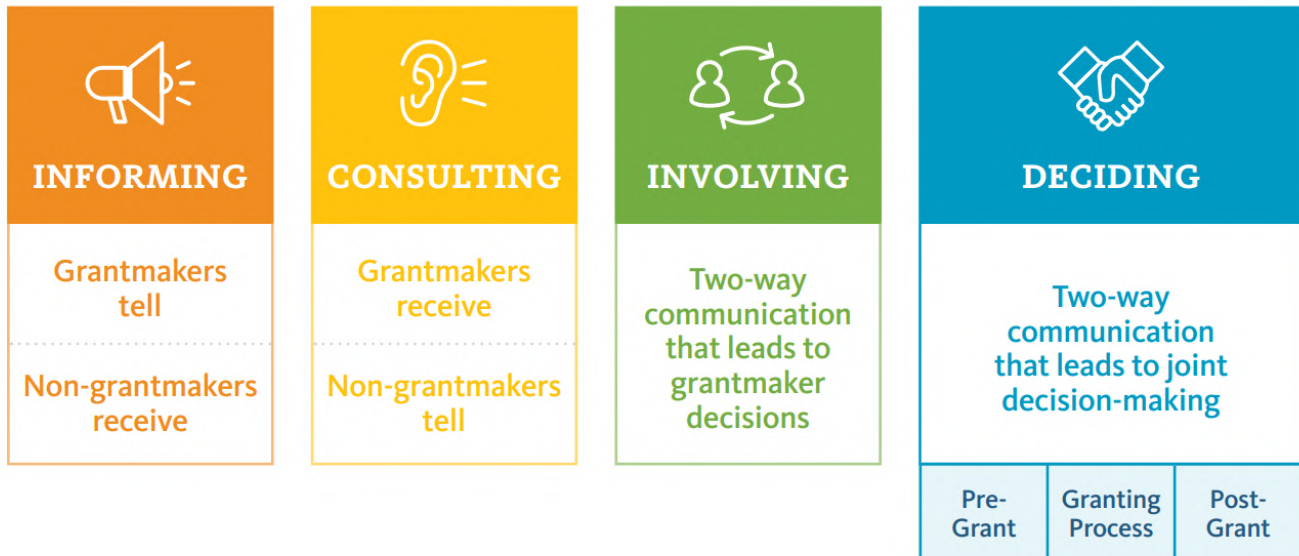 INFORMING
Grantmakers
tell
Non-grantmakers
receive
CONSULTING
Grantmakers
receive
Non-grantmakers
tell
INVOLVING
Two-way
communication
that leads to
grantmaker
decisions
DECIDING
Two-way
communication
that leads to joint
decision-making
Pre-
Grant
Granting
Process
Post-
Grant